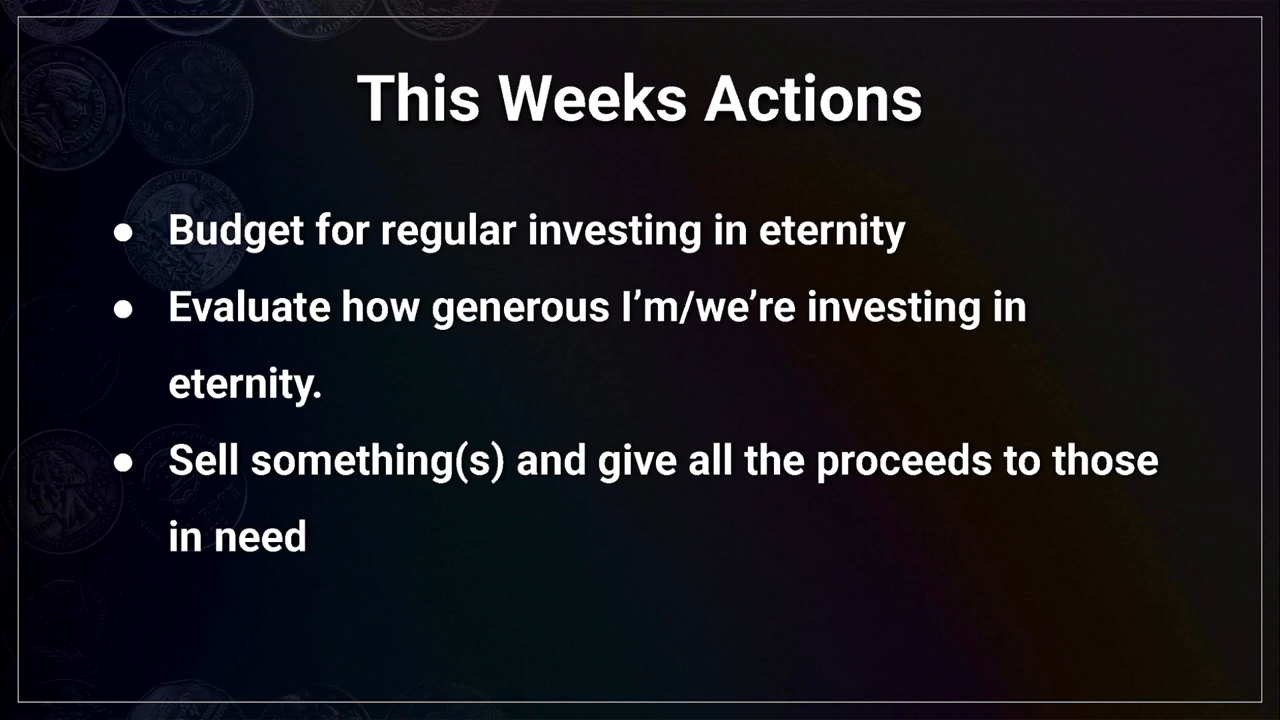 This Weeks Actions
● Budget for regular investing in eternity
● Evaluate how generous I’m/we’re investing in
eternity.
● Sell something(s) and give all the proceeds to those
in need